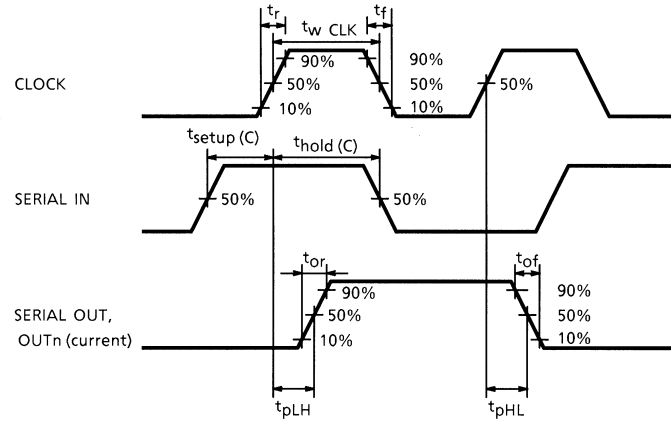 tr
tw CLK
tf
90%
90%
CLOCK
50%
50%
50%
10%
10%
tsetup (C)
thold (C)
SERIAL IN
50%
50%
tor
tof
90%
90%
SERIAL OUT,
50%
50%
OUTn (current)
10%
10%
tpLH
tpHL